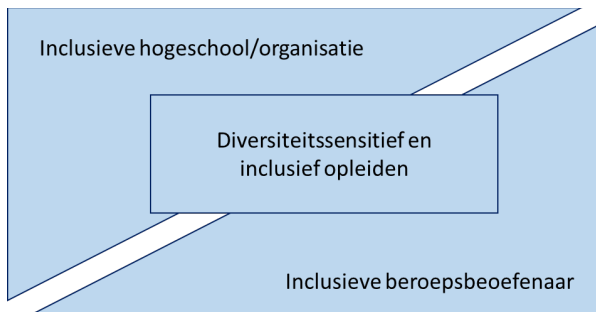 Inclusieve hogeschool/organisatie
Diversiteitssensitief en
inclusief opleiden
Inclusieve beroepsbeoefenaar